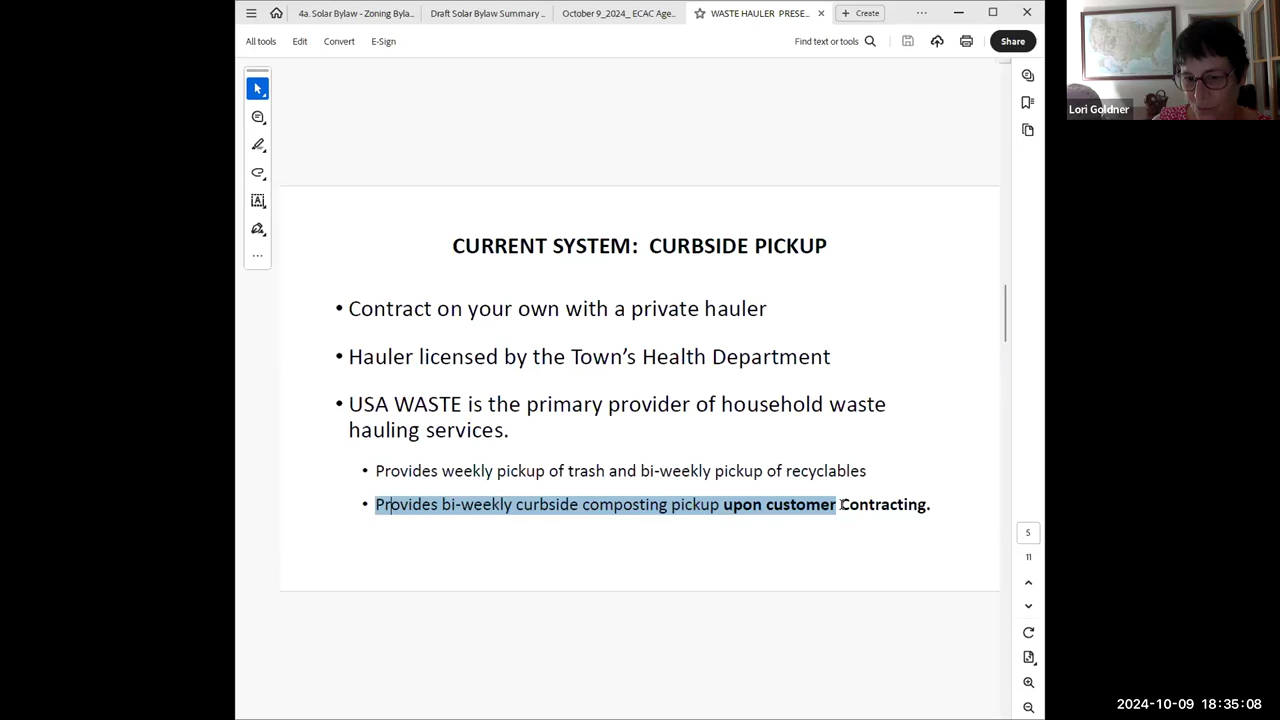 4a. Solar Bylaw - Zoning Byla...
Draft Solar Bylaw Summary ...
October 9_2024_ ECAC Age...
WASTE HAULER PRESE...
Create
All tools
Edit
Convert
E-Sign
Find text or tools
Share
Lori Goldner
CURRENT SYSTEM: CURBSIDE PICKUP
• Contract on your own with a private hauler
• Hauler licensed by the Town's Health Department
• USA WASTE is the primary provider of household waste
hauling services.
• Provides weekly pickup of trash and bi-weekly pickup of recyclables
• Provides bi-weekly curbside composting pickup upon customer Contracting.
5
11
2024-10-09 18:35:08